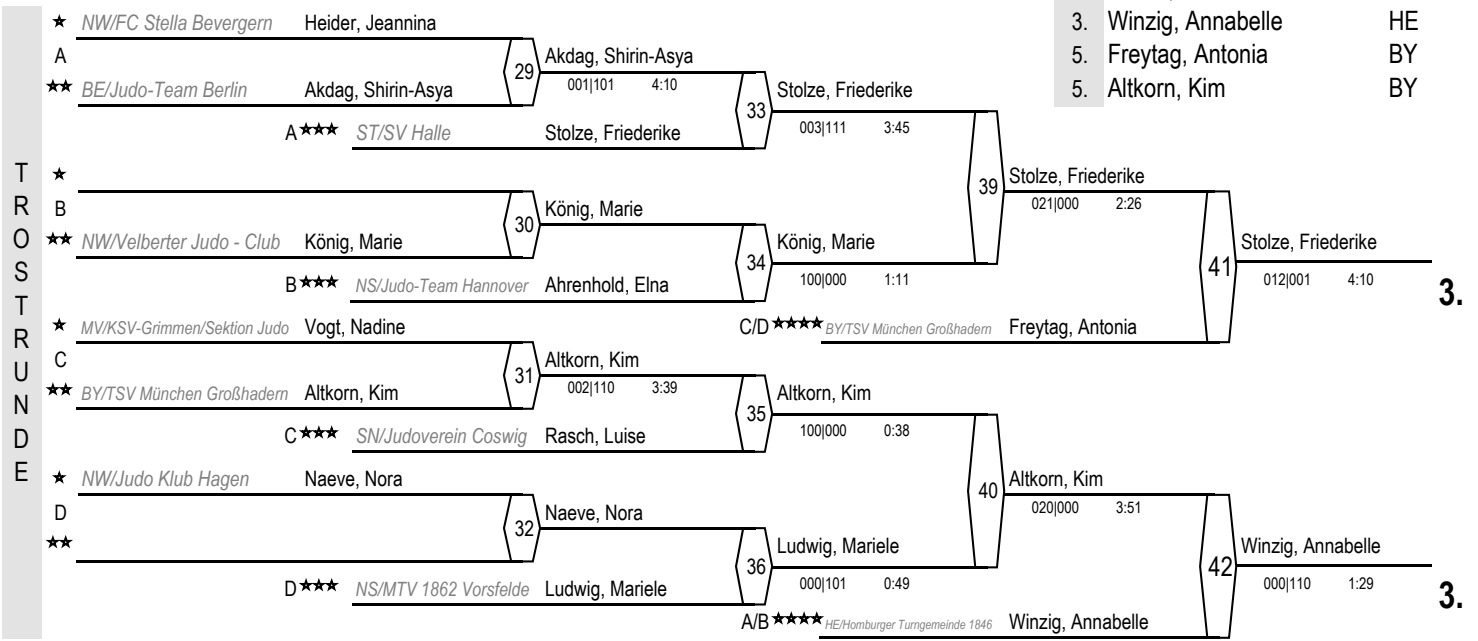 ★ NW/FC Stella Bevergern Heider, Jeannina
3. Winzig, Annabelle HE
A
29 Akdag, Shirin-Asya
5. Freytag, Antonia BY
★★ BE/Judo-Team Berlin Akdag, Shirin-Asya
001|101 4:10
33 Stolze, Friederike
5. Altkorn, Kim BY
A ★★★ ST/SV Halle Stolze, Friederike
003|111 3:45
TROSTRUNDE
★
39 Stolze, Friederike
021|000 2:26
B
30 König, Marie
★★ NW/Velberter Judo - Club König, Marie
34 König, Marie
41 Stolze, Friederike
B ★★★ NS/Judo-Team Hannover Ahrenhold, Elna
100|000 1:11
012|001 4:10
3.
★ MV/KSV-Grimmen/Sektion Judo Vogt, Nadine
C/D ★★★★ BY/TSV München Großhadern Freytag, Antonia
C
31 Altkorn, Kim
★★ BY/TSV München Großhadern Altkorn, Kim
002|110 3:39
35 Altkorn, Kim
C ★★★ SN/Judoverein Coswig Rasch, Luise
100|000 0:38
★ NW/Judo Klub Hagen Naeve, Nora
40 Altkorn, Kim
020|000 3:51
D
32 Naeve, Nora
★★
36 Ludwig, Mariele
42 Winzig, Annabelle
D ★★★ NS/MTV 1862 Vorsfelde Ludwig, Mariele
000|101 0:49
000|110 1:29
3.
A/B ★★★★ HE/Homburger Turngemeinde 1846 Winzig, Annabelle